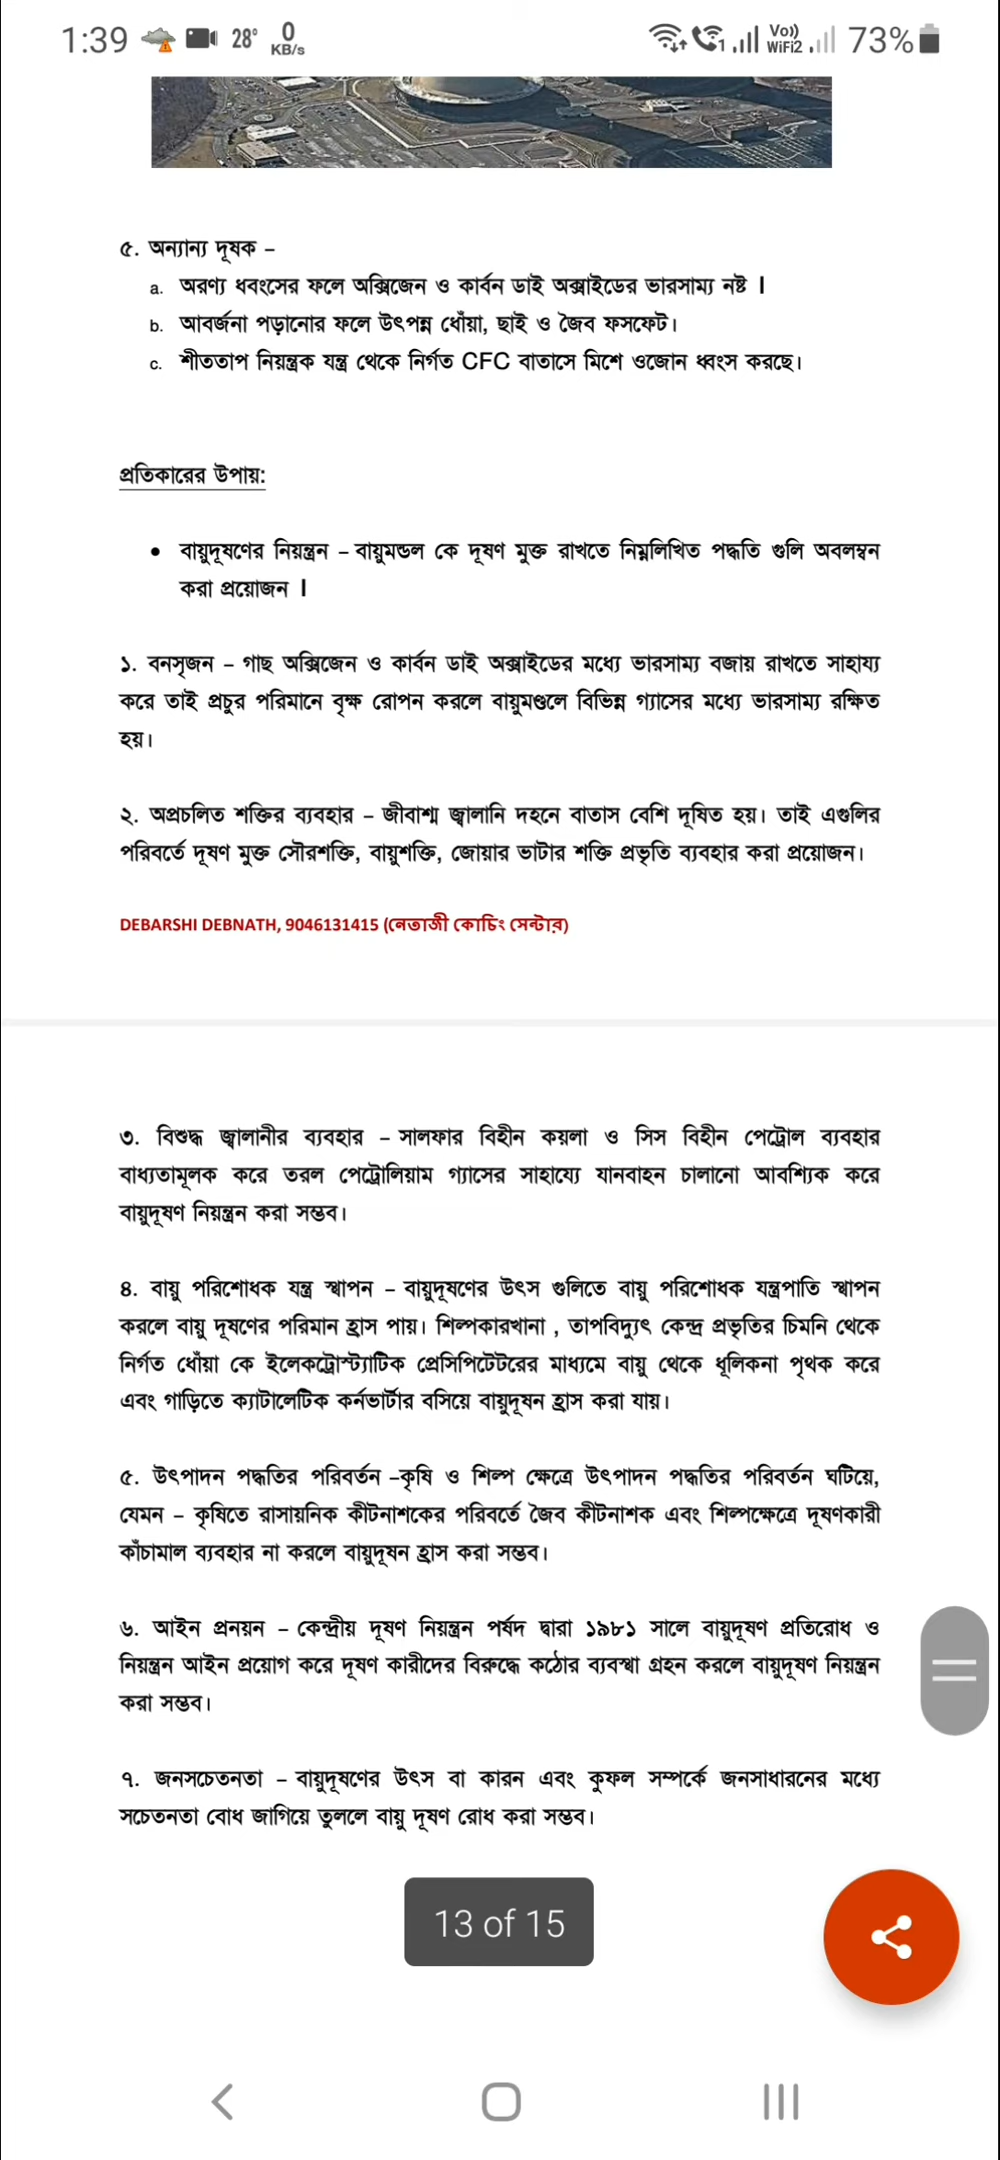 1:39 28° 0 KB/s Vo)) WiFi2 73%
৫. অন্যান্য দূষক –
a. অরণ্য ধবংসের ফলে অক্সিজেন ও কার্বন ডাই অক্সাইডের ভারসাম্য নষ্ট ।
b. আবর্জনা পড়ানোর ফলে উৎপন্ন ধোঁয়া, ছাই ও জৈব ফসফেট।
c. শীততাপ নিয়ন্ত্রক যন্ত্র থেকে নির্গত CFC বাতাসে মিশে ওজোন ধ্বংস করছে।
প্রতিকারের উপায়:
• বায়ুদূষণের নিয়ন্ত্রন – বায়ুমন্ডল কে দূষণ মুক্ত রাখতে নিম্নলিখিত পদ্ধতি গুলি অবলম্বন
করা প্রয়োজন ।
১. বনসৃজন – গাছ অক্সিজেন ও কার্বন ডাই অক্সাইডের মধ্যে ভারসাম্য বজায় রাখতে সাহায্য
করে তাই প্রচুর পরিমানে বৃক্ষ রোপন করলে বায়ুমণ্ডলে বিভিন্ন গ্যাসের মধ্যে ভারসাম্য রক্ষিত
হয়।
২. অপ্রচলিত শক্তির ব্যবহার – জীবাশ্ম জ্বালানি দহনে বাতাস বেশি দূষিত হয়। তাই এগুলির
পরিবর্তে দূষণ মুক্ত সৌরশক্তি, বায়ুশক্তি, জোয়ার ভাটার শক্তি প্রভৃতি ব্যবহার করা প্রয়োজন।
DEBARSHI DEBNATH, 9046131415 (নেতাজী কোচিং সেন্টার)
৩. বিশুদ্ধ জ্বালানীর ব্যবহার – সালফার বিহীন কয়লা ও সিস বিহীন পেট্রোল ব্যবহার
বাধ্যতামূলক করে তরল পেট্রোলিয়াম গ্যাসের সাহায্যে যানবাহন চালানো আবশ্যিক করে
বায়ুদূষণ নিয়ন্ত্রন করা সম্ভব।
৪. বায়ু পরিশোধক যন্ত্র স্থাপন – বায়ুদূষণের উৎস গুলিতে বায়ু পরিশোধক যন্ত্রপাতি স্থাপন
করলে বায়ু দূষণের পরিমান হ্রাস পায়। শিল্পকারখানা , তাপবিদ্যুৎ কেন্দ্র প্রভৃতির চিমনি থেকে
নির্গত ধোঁয়া কে ইলেকট্রোস্ট্যাটিক প্রেসিপিটেটরের মাধ্যমে বায়ু থেকে ধূলিকনা পৃথক করে
এবং গাড়িতে ক্যাটালেটিক কর্নভার্টার বসিয়ে বায়ুদূষন হ্রাস করা যায়।
৫. উৎপাদন পদ্ধতির পরিবর্তন –কৃষি ও শিল্প ক্ষেত্রে উৎপাদন পদ্ধতির পরিবর্তন ঘটিয়ে,
যেমন – কৃষিতে রাসায়নিক কীটনাশকের পরিবর্তে জৈব কীটনাশক এবং শিল্পক্ষেত্রে দূষণকারী
কাঁচামাল ব্যবহার না করলে বায়ুদূষন হ্রাস করা সম্ভব।
৬. আইন প্রনয়ন – কেন্দ্রীয় দূষণ নিয়ন্ত্রন পর্ষদ দ্বারা ১৯৮১ সালে বায়ুদূষণ প্রতিরোধ ও
নিয়ন্ত্রন আইন প্রয়োগ করে দূষণ কারীদের বিরুদ্ধে কঠোর ব্যবস্থা গ্রহন করলে বায়ুদূষণ নিয়ন্ত্রন
করা সম্ভব।
৭. জনসচেতনতা – বায়ুদূষণের উৎস বা কারন এবং কুফল সম্পর্কে জনসাধারনের মধ্যে
সচেতনতা বোধ জাগিয়ে তুললে বায়ু দূষণ রোধ করা সম্ভব।
13 of 15